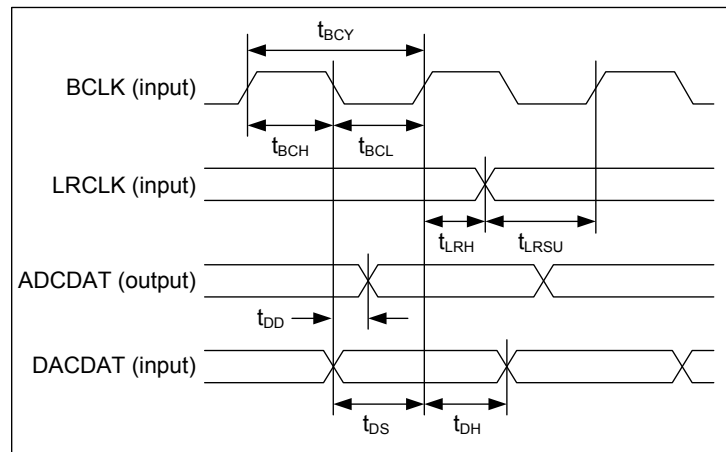 tBCY
BCLK (input)
tBCH
tBCL
LRCLK (input)
tLRH
tLRSU
ADCDAT (output)
tDD
DACDAT (input)
tDS
tDH